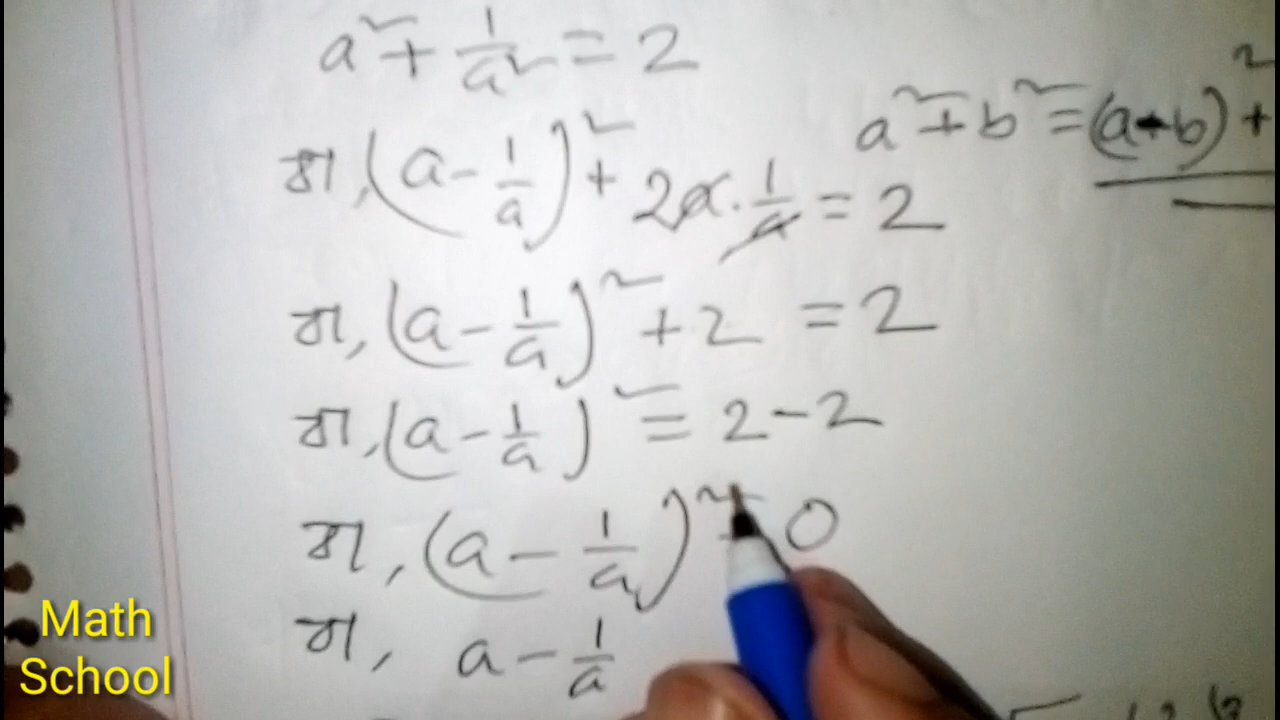 a² + 1/a² = 2
a² + b² = (a - b)² +
বা, (a - 1/a)² + 2a . 1/a = 2
বা, (a - 1/a)² + 2 = 2
বা, (a - 1/a)² = 2 - 2
বা, (a - 1/a)² = 0
বা, a - 1/a
Math
School